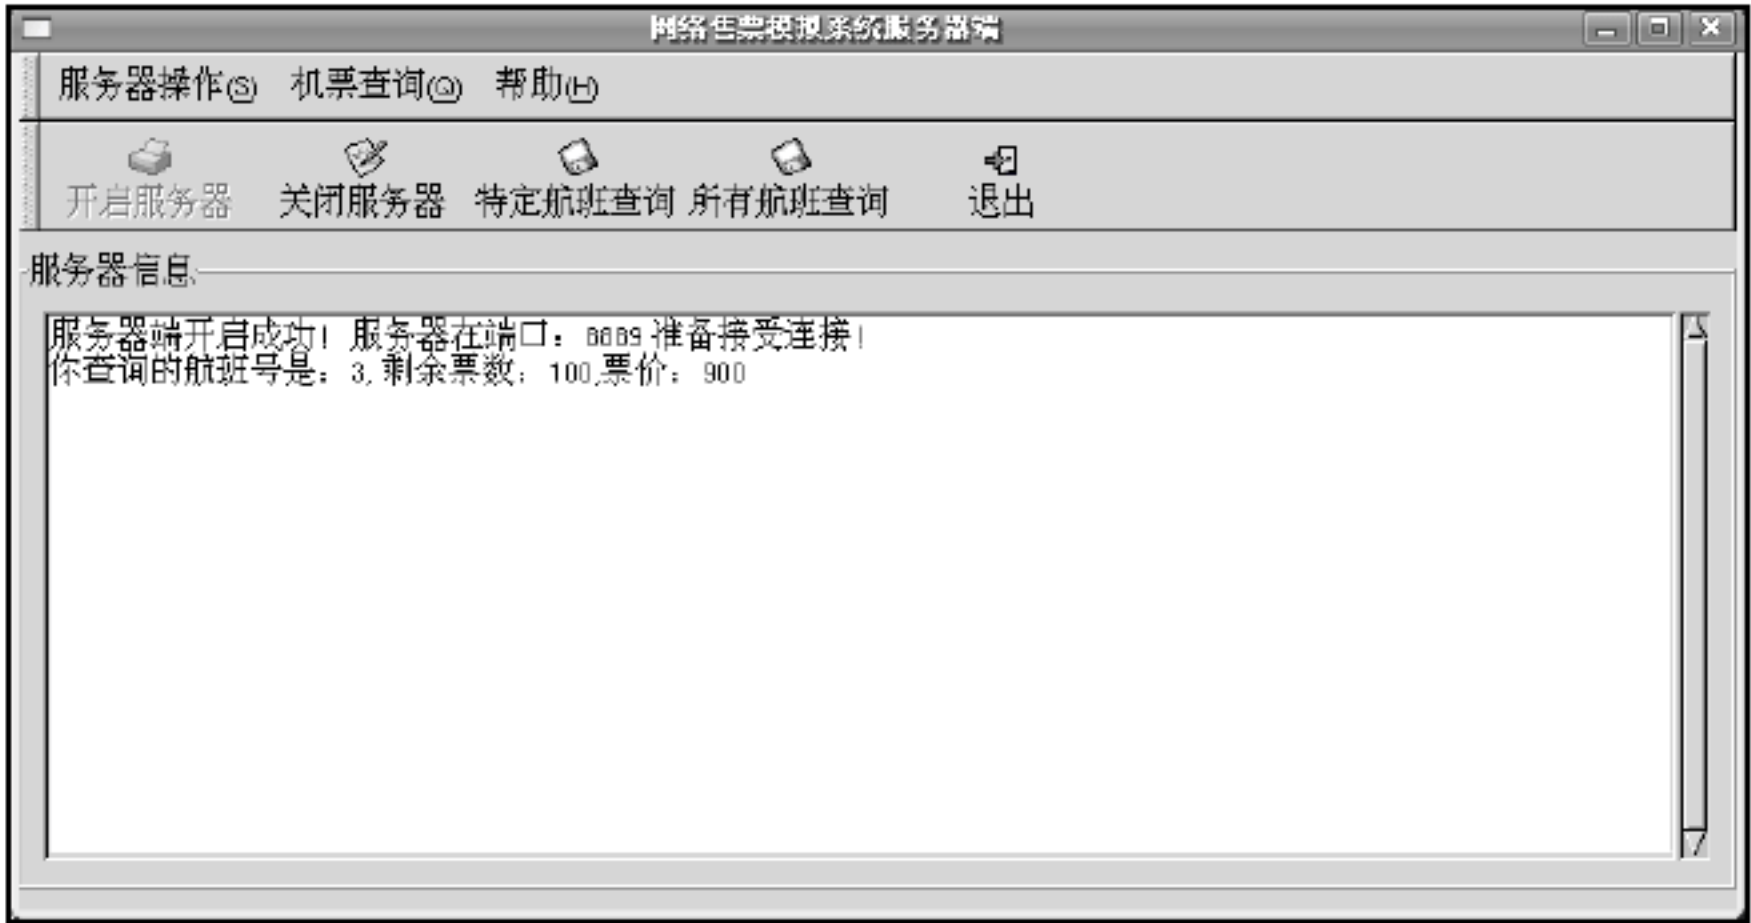 网络售票模拟系统服务器端
服务器操作(S) 机票查询(Q) 帮助(H)
开启服务器 关闭服务器 特定航班查询 所有航班查询 退出
服务器信息
服务器端开启成功! 服务器在端口: 8889 准备接受连接!
你查询的航班号是: 3,剩余票数: 100,票价: 900